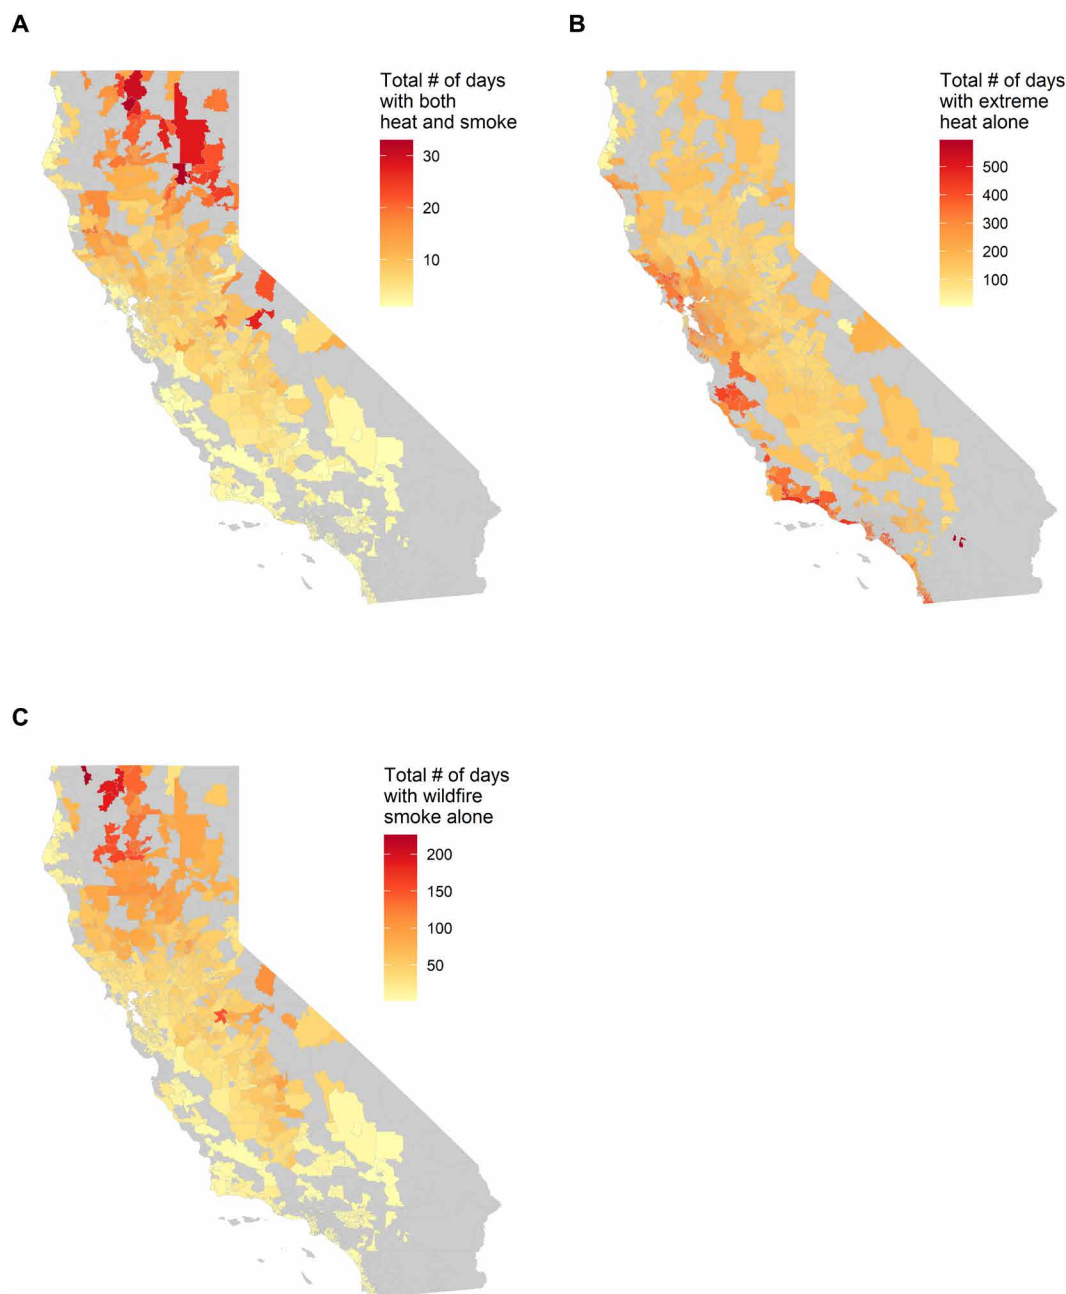 A
Total # of days
with both
heat and smoke
30
20
10
B
Total # of days
with extreme
heat alone
500
400
300
200
100
C
Total # of days
with wildfire
smoke alone
200
150
100
50